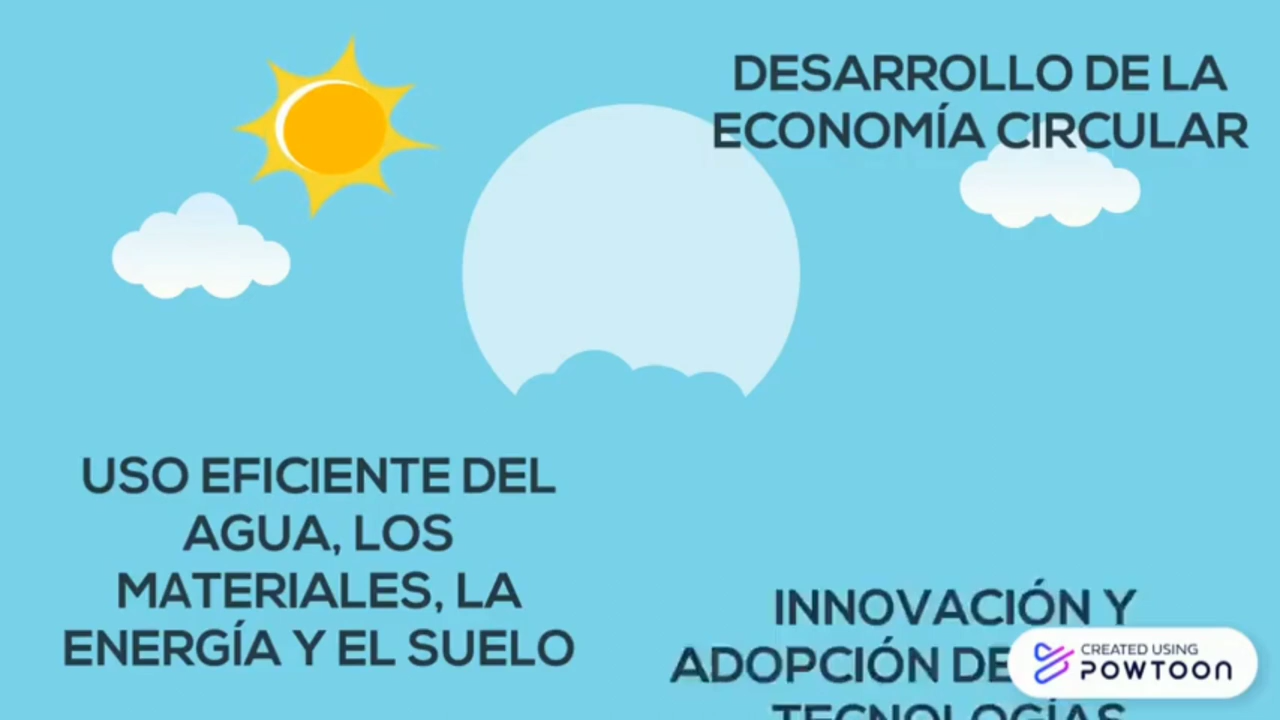 DESARROLLO DE LA
ECONOMÍA CIRCULAR
USO EFICIENTE DEL
AGUA, LOS
MATERIALES, LA
ENERGÍA Y EL SUELO
INNOVACIÓN Y
ADOPCIÓN DE
TECNOLOGÍAS
CREATED USING
POWTOON